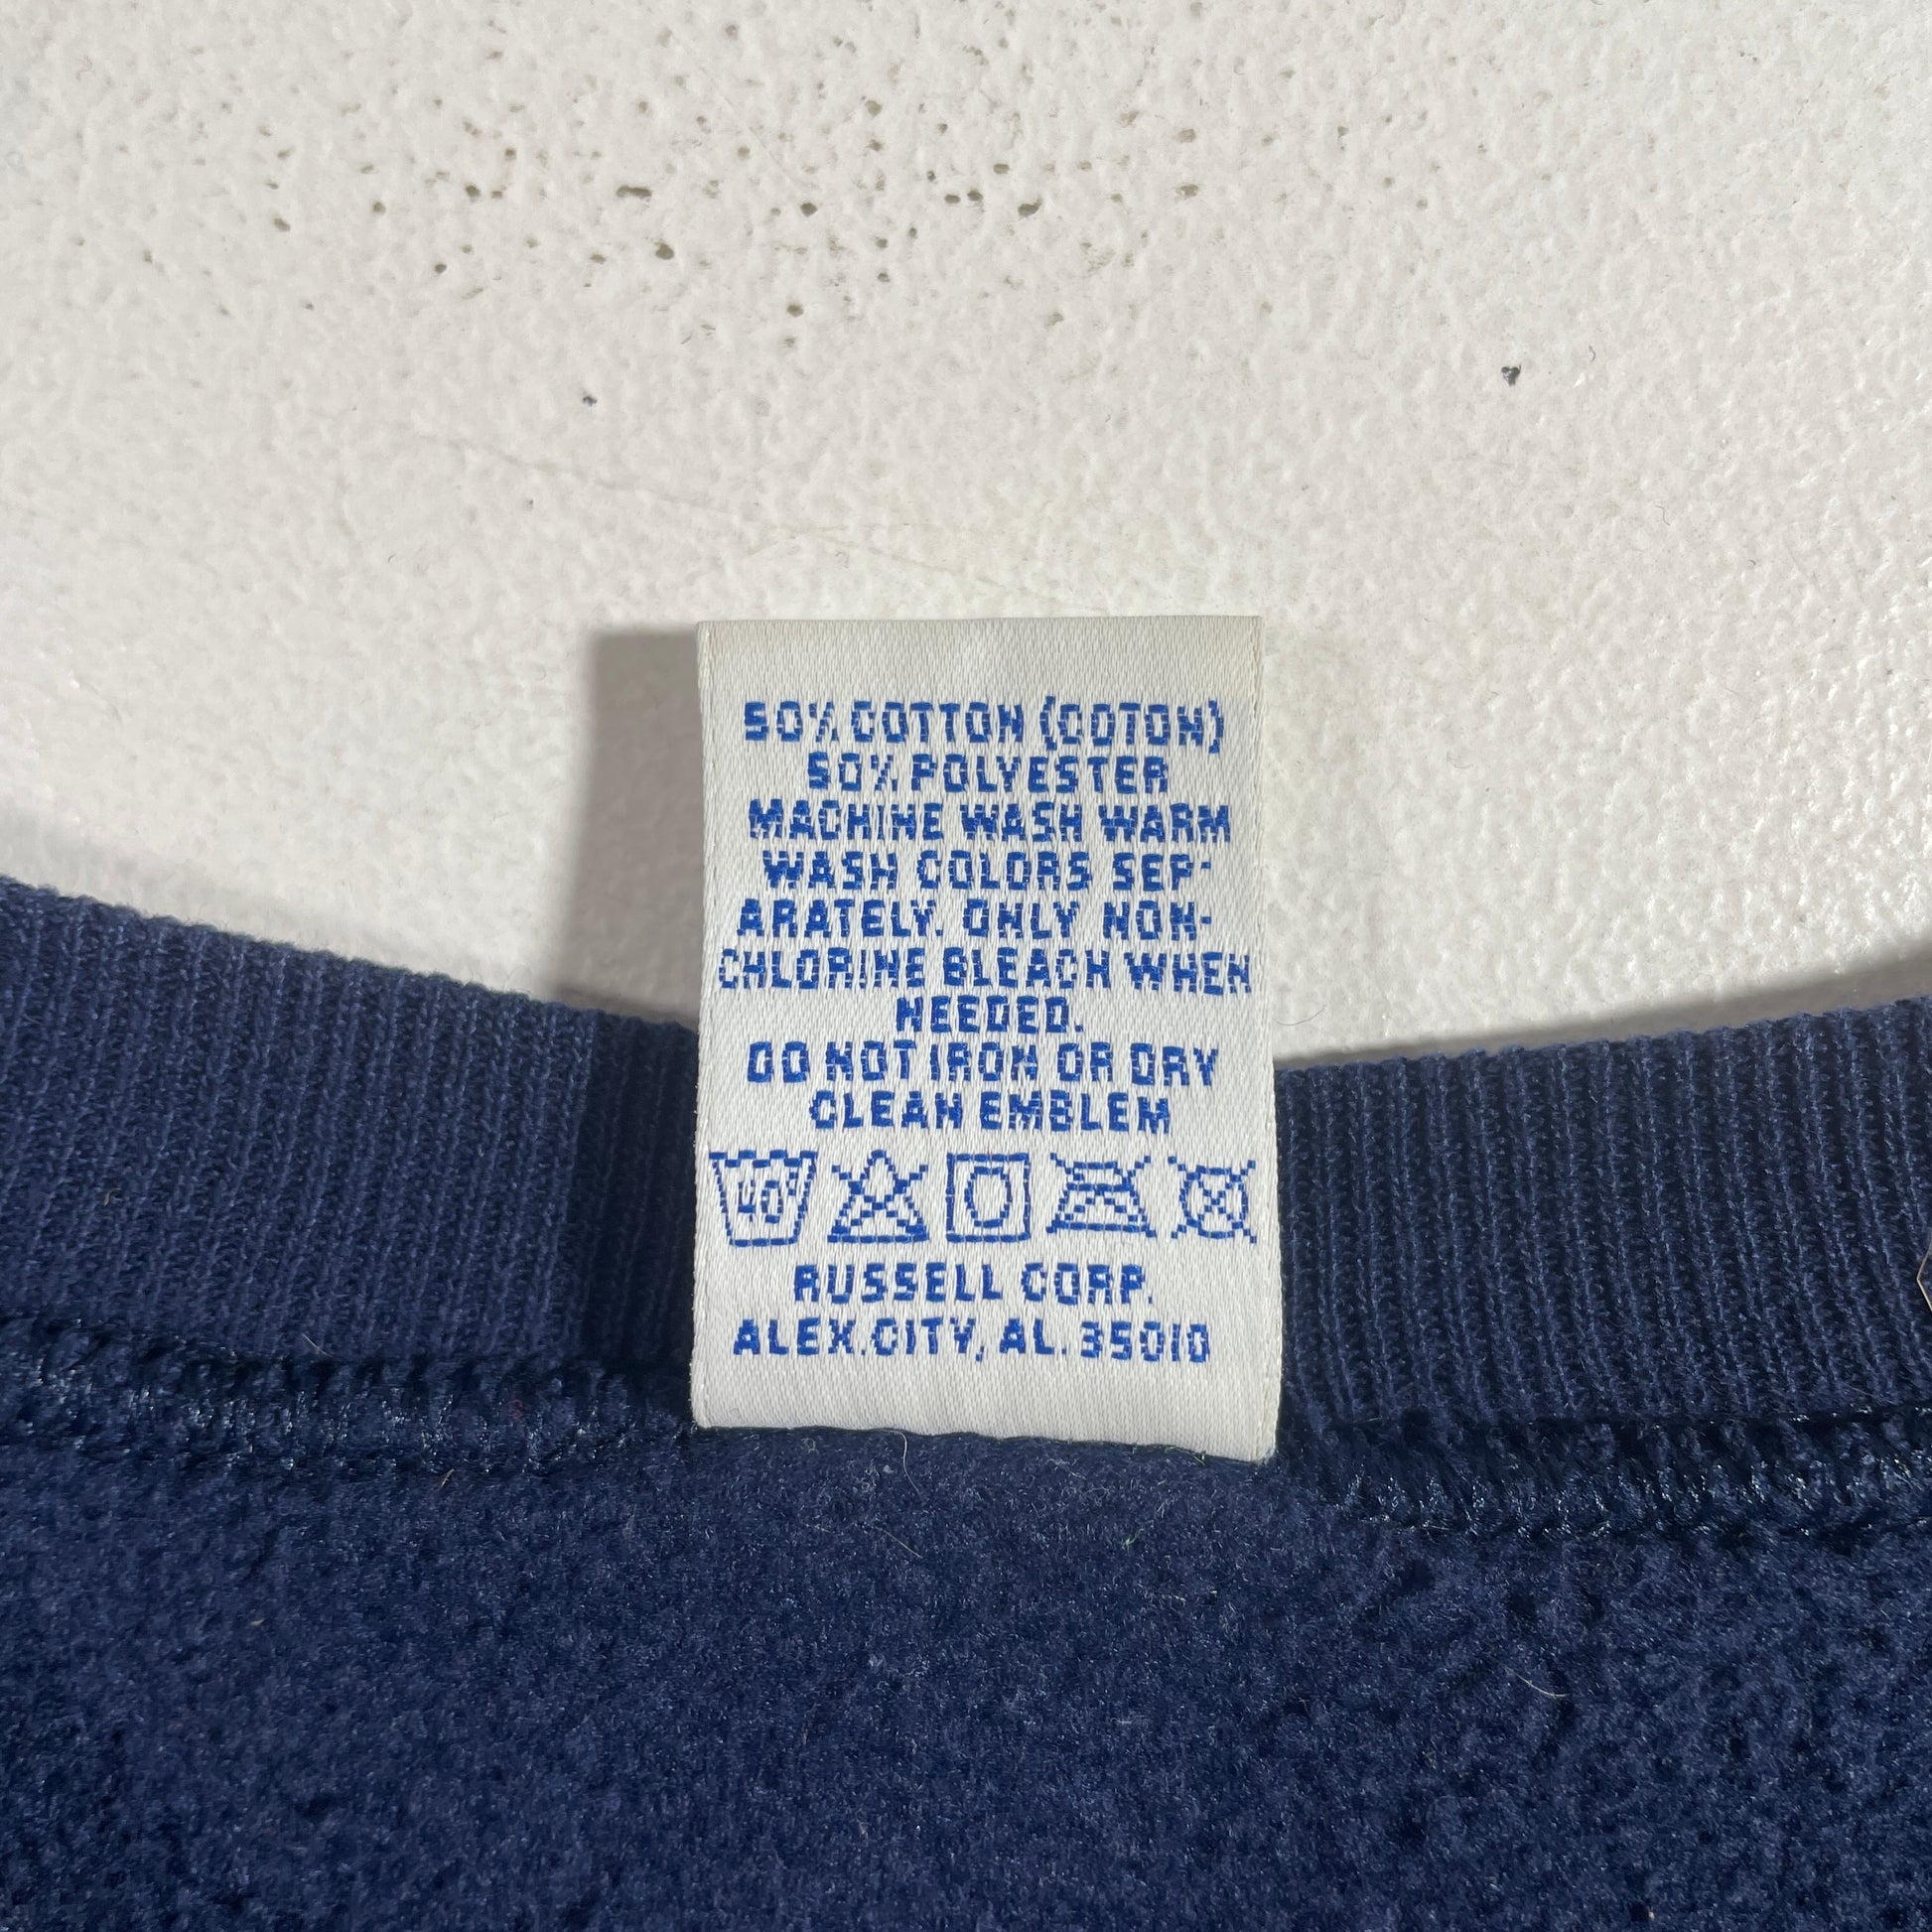 50% COTTON (COTON)
50% POLYESTER
MACHINE WASH WARM
WASH COLORS SEP-
ARATELY. ONLY NON-
CHLORINE BLEACH WHEN
NEEDED.
DO NOT IRON OR DRY
CLEAN EMBLEM
40°
RUSSELL CORP.
ALEX. CITY, AL. 35010